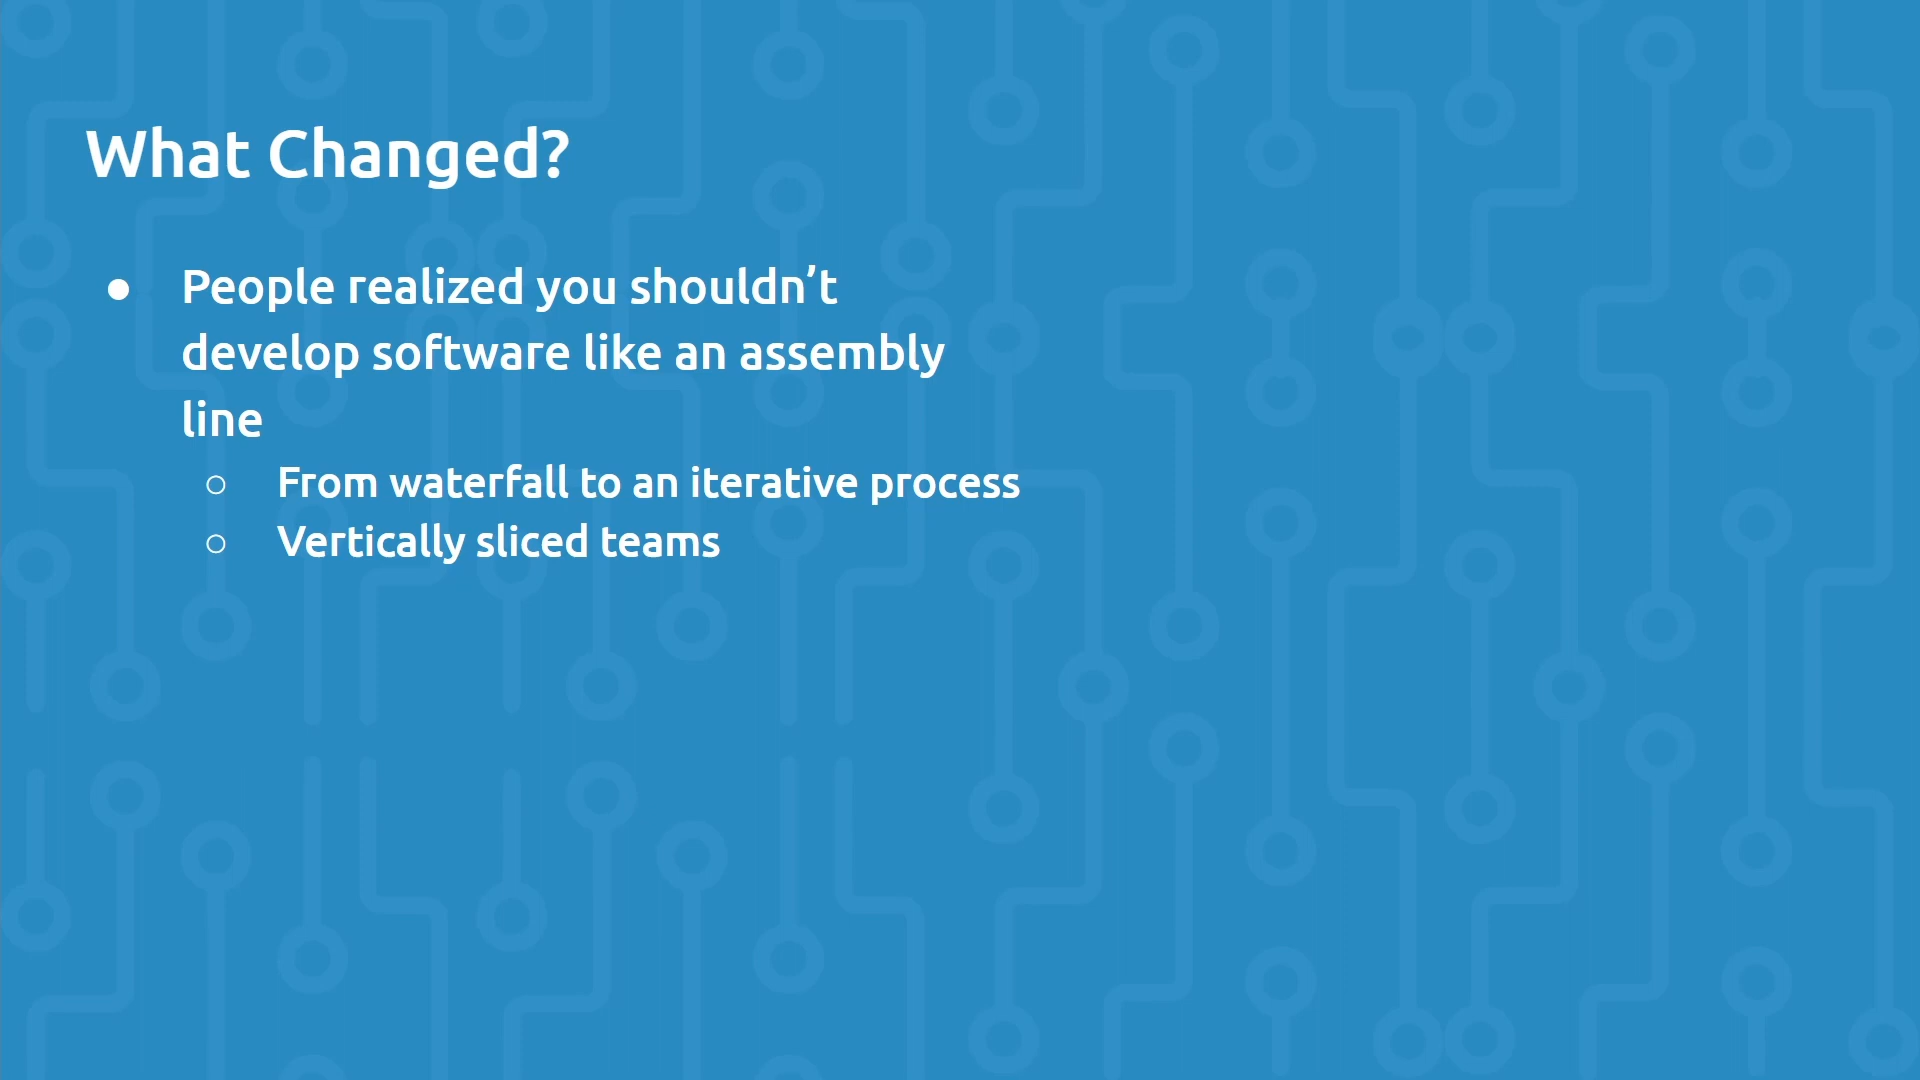 What Changed?
● People realized you shouldn’t
develop software like an assembly
line
○ From waterfall to an iterative process
○ Vertically sliced teams